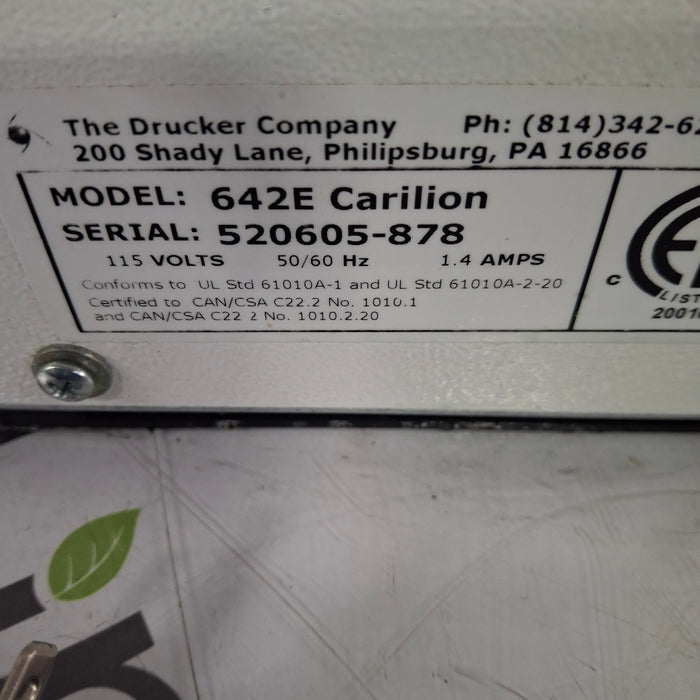 The Drucker Company Ph: (814)342-62
200 Shady Lane, Philipsburg, PA 16866
MODEL: 642E Carilion
SERIAL: 520605-878
115 VOLTS 50/60 Hz 1.4 AMPS
Conforms to UL Std 61010A-1 and UL Std 61010A-2-20
Certified to CAN/CSA C22.2 No. 1010.1
and CAN/CSA C22 2 No. 1010.2.20
C
LIST
20010